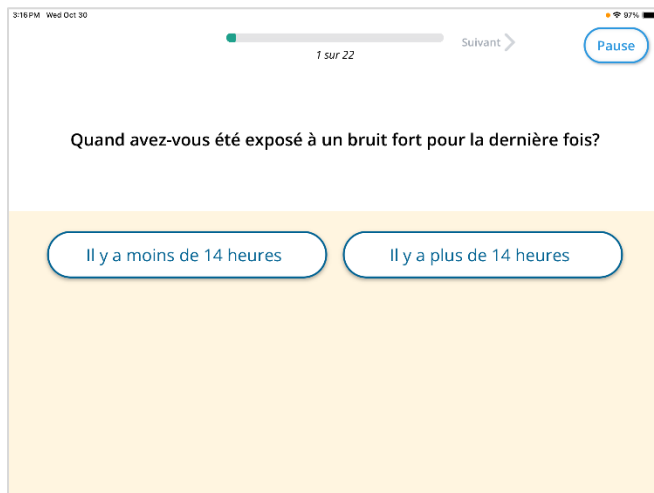 3:16 PM Wed Oct 30
97%
Suivant
Pause
1 sur 22
Quand avez-vous été exposé à un bruit fort pour la dernière fois?
Il y a moins de 14 heures
Il y a plus de 14 heures